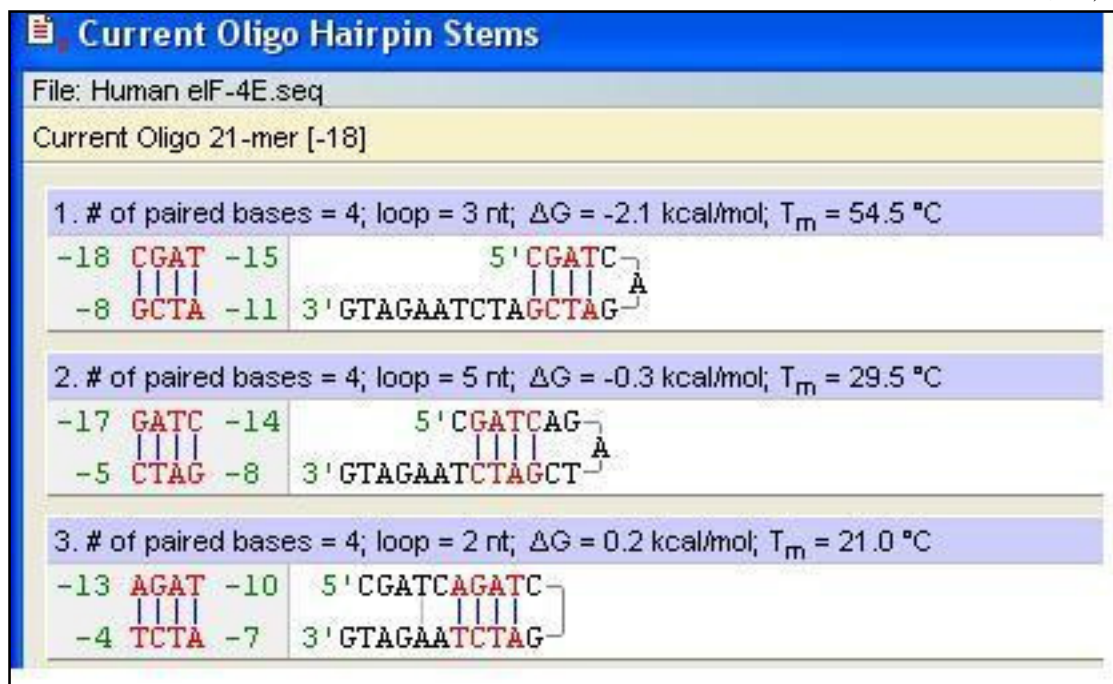 Current Oligo Hairpin Stems
File: Human eIF-4E.seq
Current Oligo 21-mer [-18]
1. # of paired bases = 4; loop = 3 nt; ΔG = -2.1 kcal/mol; Tm = 54.5 °C
-18 CGAT -15 5'CGATC
A
-8 GCTA -11 3'GTAGAATCTAGCTAG
2. # of paired bases = 4; loop = 5 nt; ΔG = -0.3 kcal/mol; Tm = 29.5 °C
-17 GATC -14 5'CGATCAG
A
-5 CTAG -8 3'GTAGAATCTAGCT
3. # of paired bases = 4; loop = 2 nt; ΔG = 0.2 kcal/mol; Tm = 21.0 °C
-13 AGAT -10 5'CGATCAGATC
-4 TCTA -7 3'GTAGAATCTAG